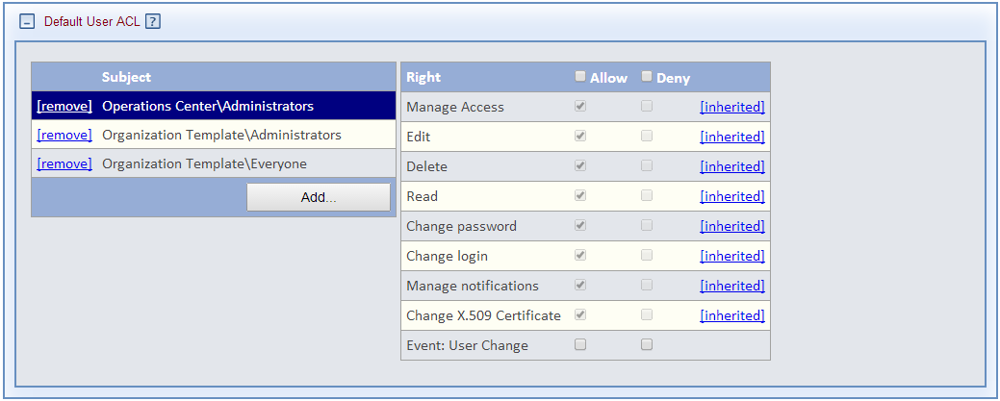 Default User ACL ?
Subject
[remove] Operations Center\Administrators
[remove] Organization Template\Administrators
[remove] Organization Template\Everyone
Add...
Right Allow Deny
Manage Access [inherited]
Edit [inherited]
Delete [inherited]
Read [inherited]
Change password [inherited]
Change login [inherited]
Manage notifications [inherited]
Change X.509 Certificate [inherited]
Event: User Change